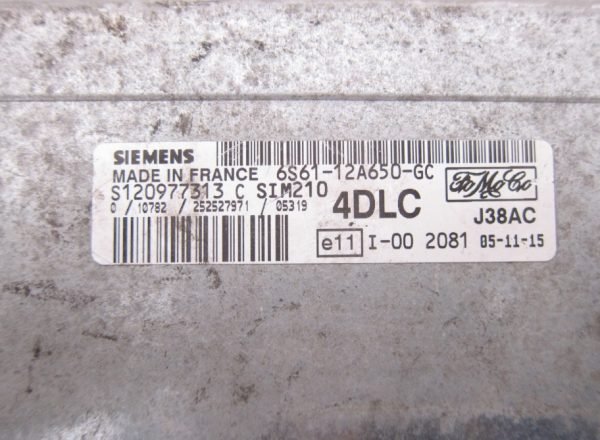 SIEMENS
MADE IN FRANCE 6S61-12A650-GC
S120977313 C SIM210
FoMoCo
0 / 10782 / 252527971 / 05319
4DLC J38AC
e11 I-00 2081 05-11-15